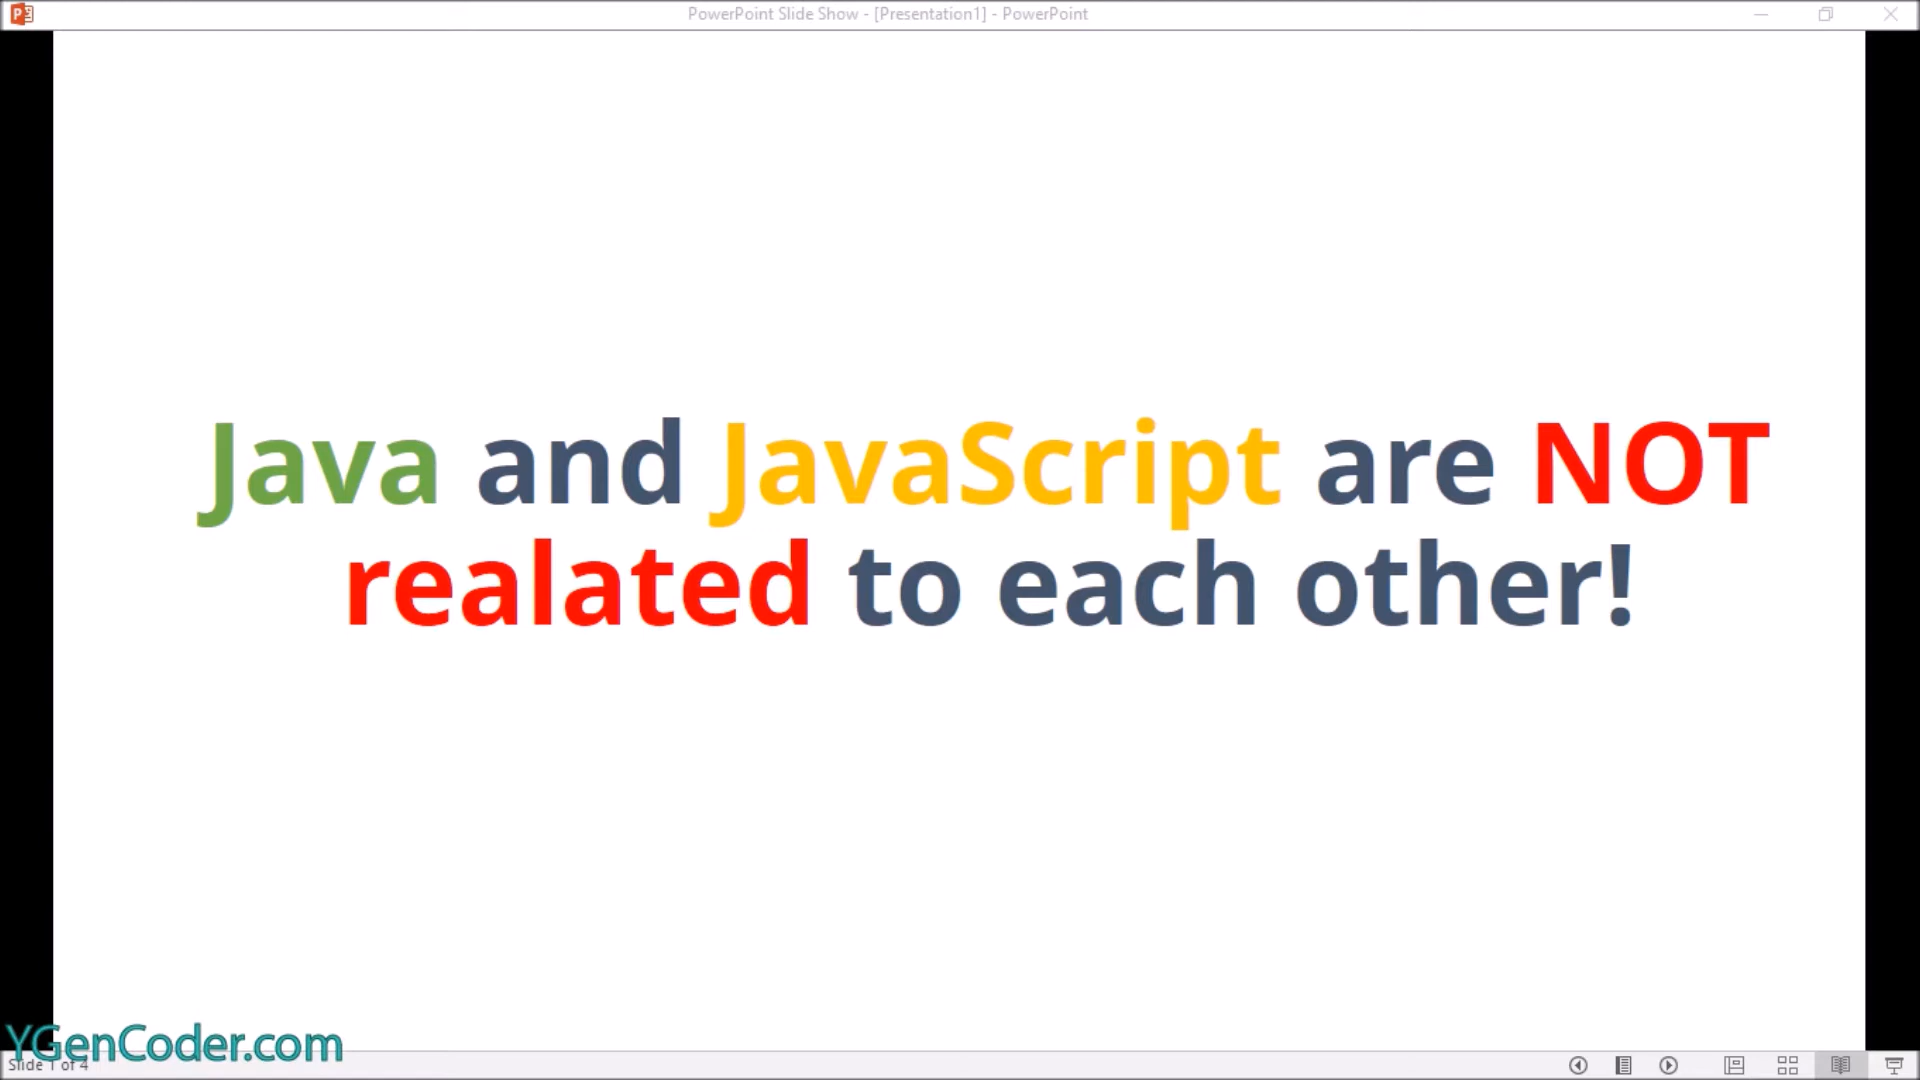 PowerPoint Slide Show - [Presentation1] - PowerPoint
Java and JavaScript are NOT
realated to each other!
YGenCoder.com
Slide 1 of 4